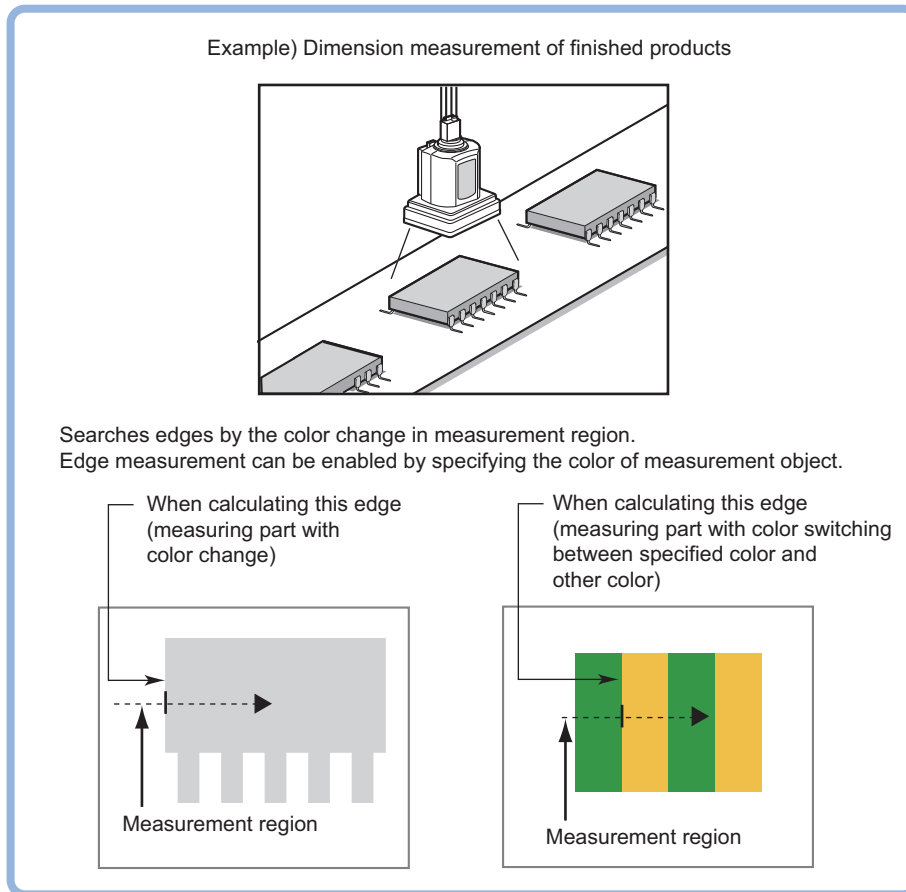 Example) Dimension measurement of finished products
Searches edges by the color change in measurement region.
Edge measurement can be enabled by specifying the color of measurement object.
When calculating this edge
(measuring part with
color change)
Measurement region
When calculating this edge
(measuring part with color switching
between specified color and
other color)
Measurement region